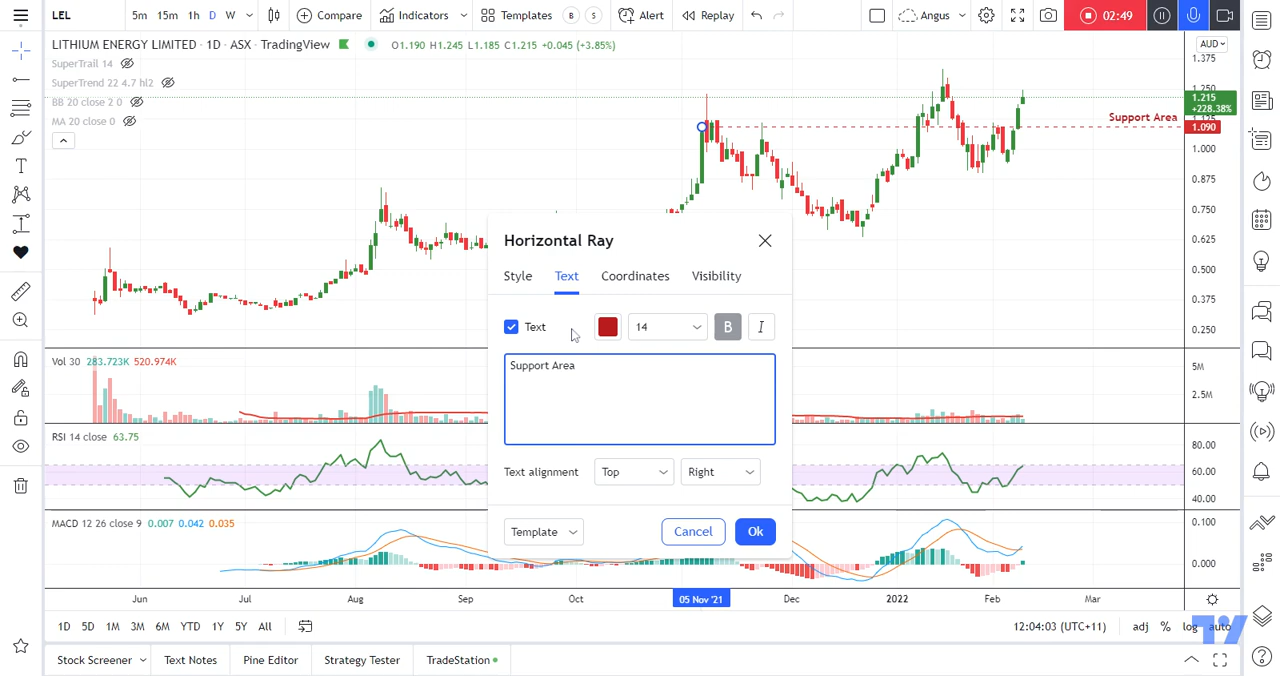 LEL 5m 15m 1h D W Compare Indicators Templates B S Alert Replay Angus 02:49
LITHIUM ENERGY LIMITED · 1D · ASX · TradingView O1.190 H1.245 L1.185 C1.215 +0.045 (+3.85%) AUD
1.375
SuperTrail 14
SuperTrend 22 4.7 hl2
BB 20 close 2 0
1.215
+228.38%
Support Area
MA 20 close 0
1.090
1.000
0.875
0.750
0.625
0.500
0.375
0.250
Horizontal Ray
Style Text Coordinates Visibility
Text 14 B I
Support Area
Text alignment Top Right
Template Cancel Ok
Vol 30 283.723K 520.974K
5M
2.5M
RSI 14 close 63.75
80.00
60.00
40.00
MACD 12 26 close 9 0.007 0.042 0.035
0.100
0.000
Jun Jul Aug Sep Oct 05 Nov '21 Dec 2022 Feb Mar
1D 5D 1M 3M 6M YTD 1Y 5Y All 12:04:03 (UTC+11) adj % log auto
Stock Screener Text Notes Pine Editor Strategy Tester TradeStation